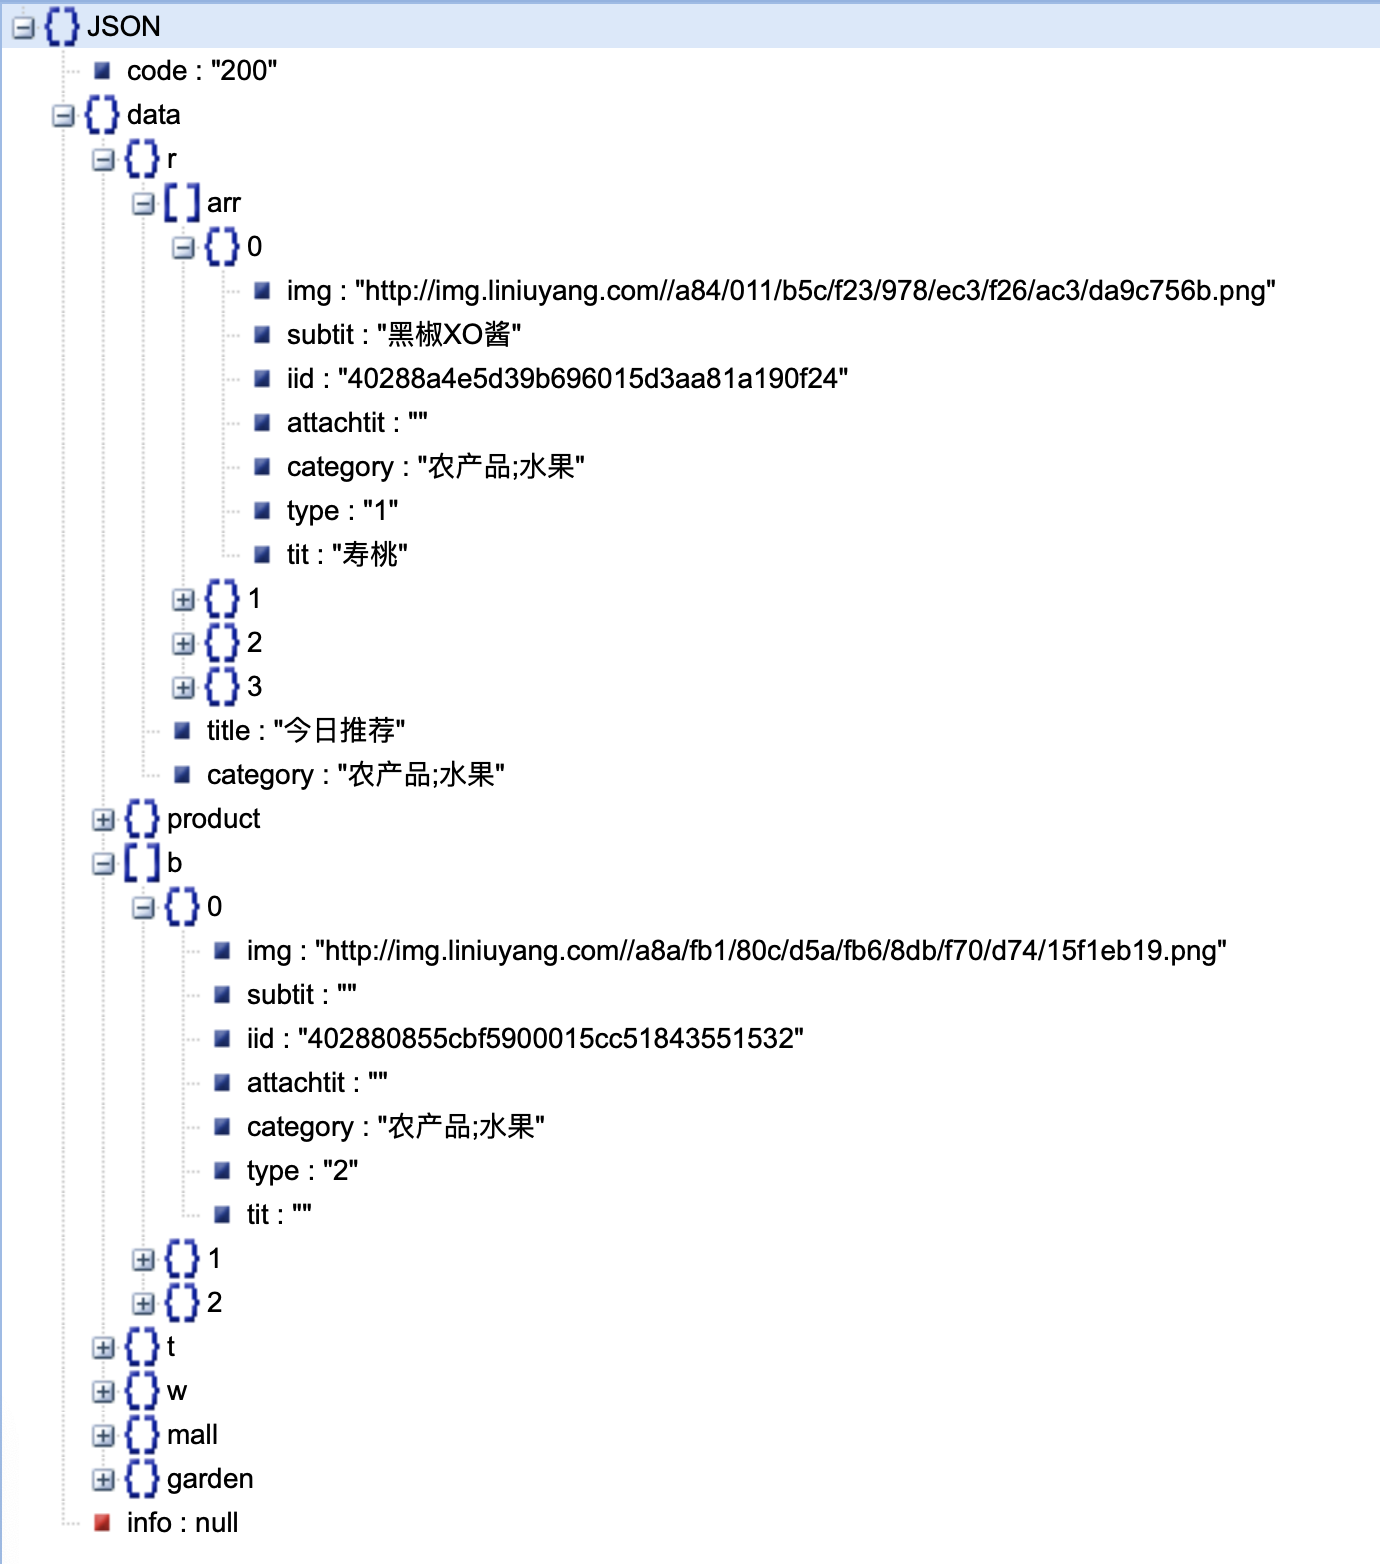 JSON
code : "200"
data
r
arr
0
img : "http://img.liniuyang.com//a84/011/b5c/f23/978/ec3/f26/ac3/da9c756b.png"
subtit : "黑椒XO酱"
iid : "40288a4e5d39b696015d3aa81a190f24"
attachtit : ""
category : "农产品;水果"
type : "1"
tit : "寿桃"
1
2
3
title : "今日推荐"
category : "农产品;水果"
product
b
0
img : "http://img.liniuyang.com//a8a/fb1/80c/d5a/fb6/8db/f70/d74/15f1eb19.png"
subtit : ""
iid : "402880855cbf5900015cc51843551532"
attachtit : ""
category : "农产品;水果"
type : "2"
tit : ""
1
2
t
w
mall
garden
info : null